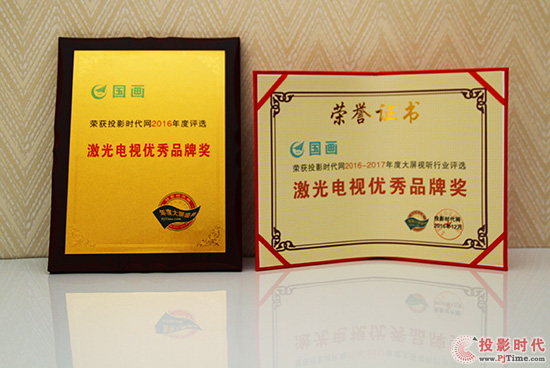 国画
荣获投影时代网2016年度评选
激光电视优秀品牌奖
PjTime.com
荣誉证书
国画
荣获投影时代网2016-2017年度大屏视听行业评选
激光电视优秀品牌奖
投影时代网
2016年12月
投影时代
www.PjTime.com